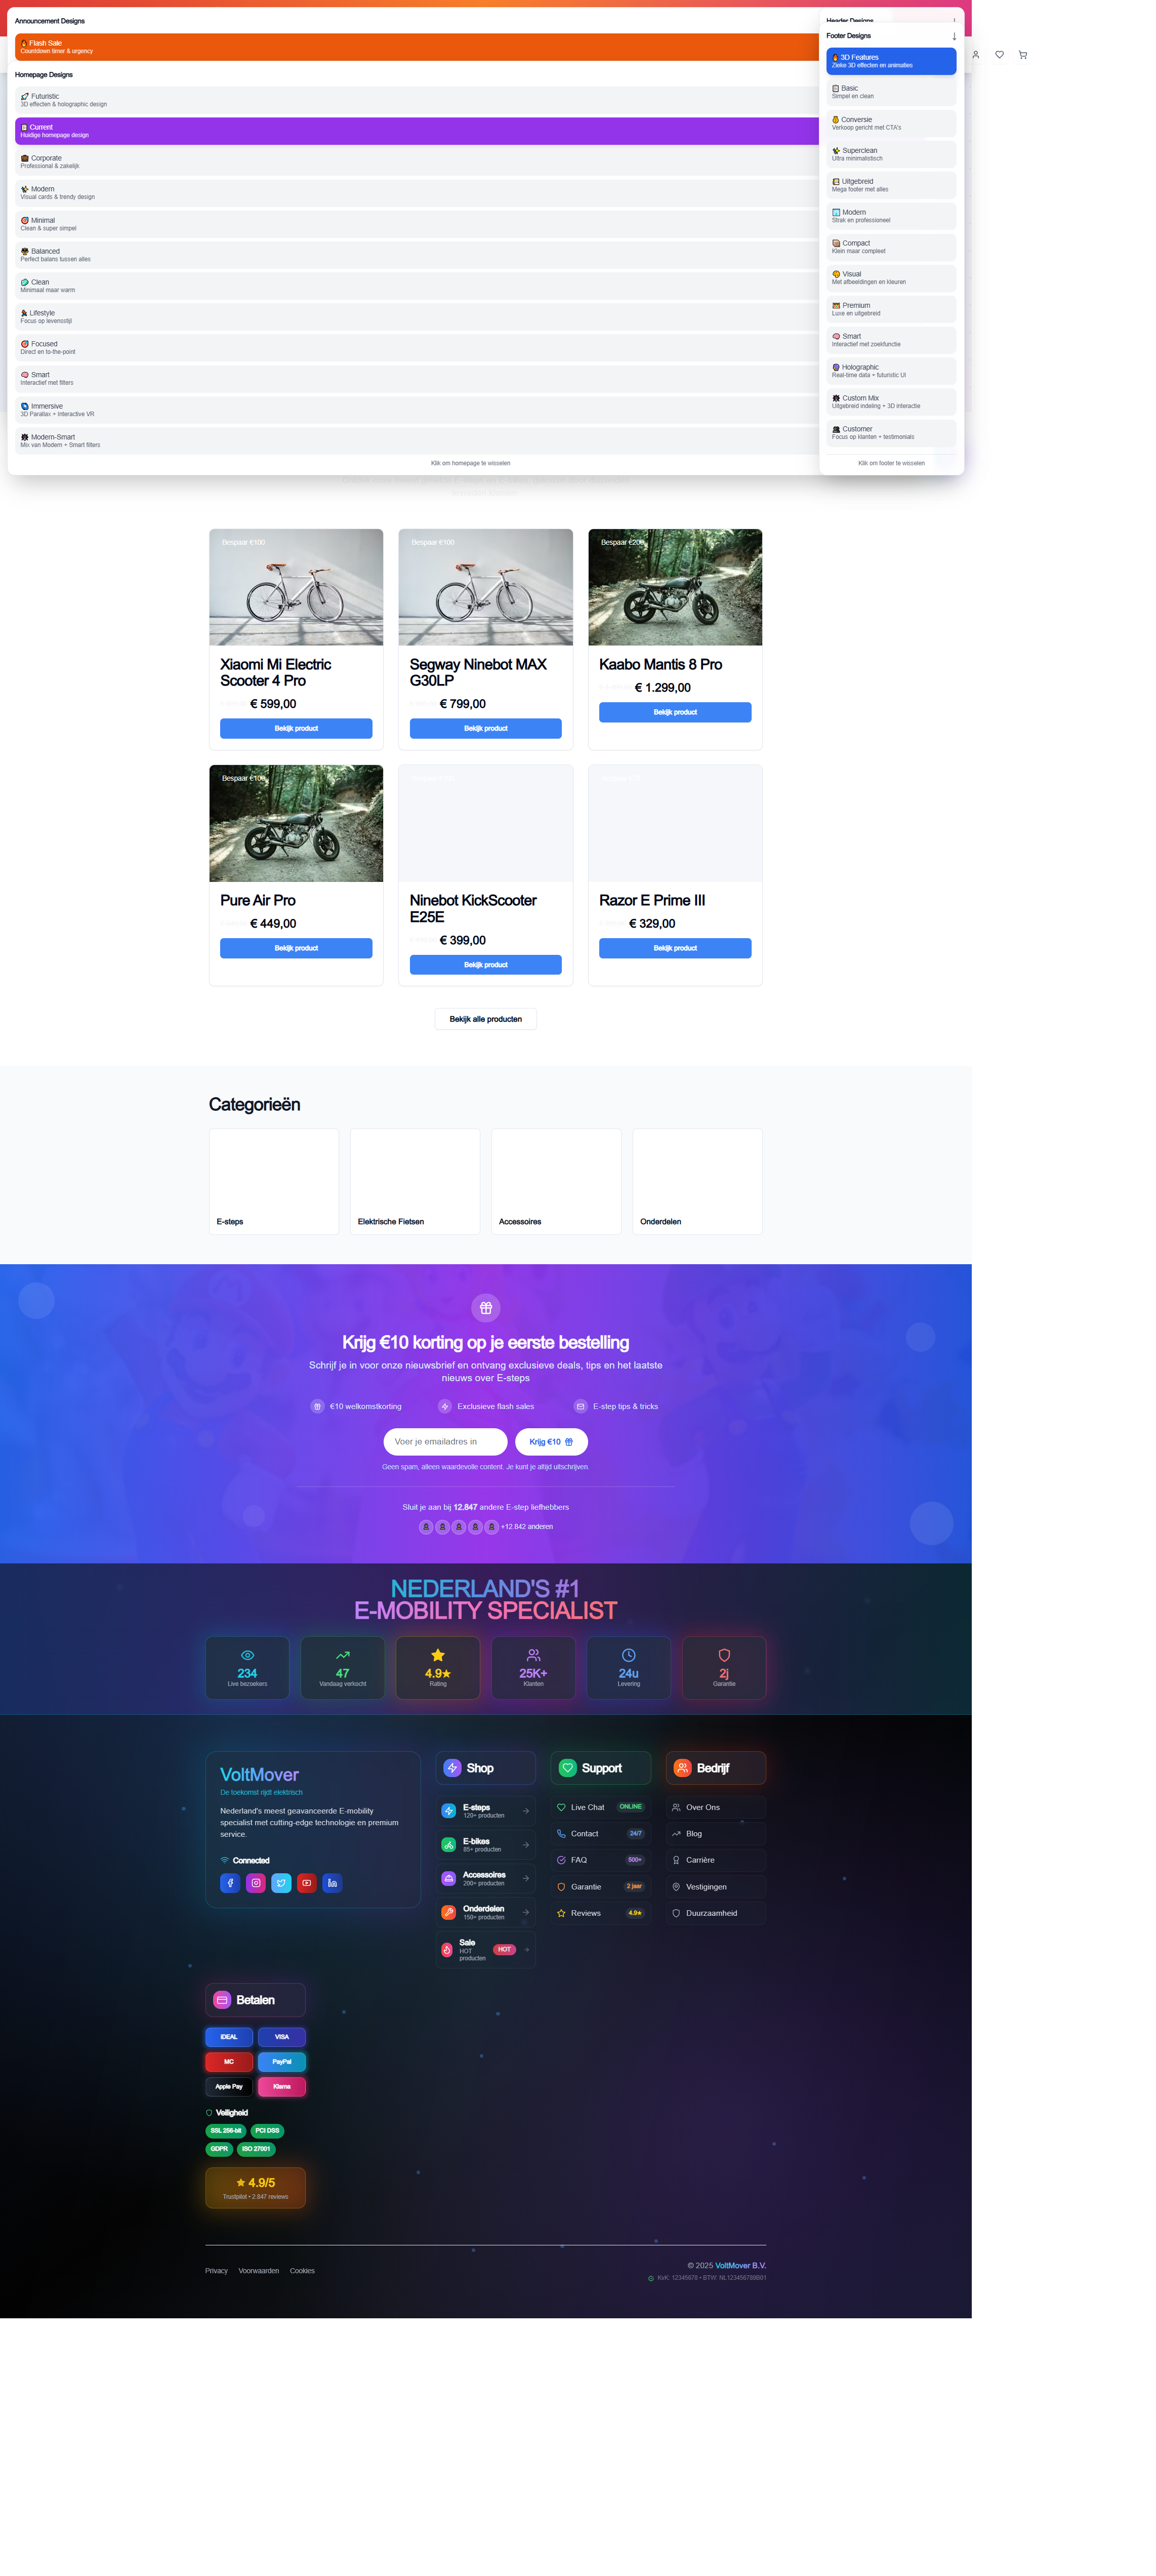 Announcement Designs
🔥 Flash Sale
Countdown timer & urgency
Homepage Designs
🚀 Futuristic
3D effecten & holographic design
📋 Current
Huidige homepage design
💼 Corporate
Professional & zakelijk
✨ Modern
Visual cards & trendy design
🎯 Minimal
Clean & super simpel
Balanced
Perfect balans tussen alles
Clean
Minimaal maar warm
Lifestyle
Focus op levensstijl
🎯 Focused
Direct en to-the-point
🧠 Smart
Interactief met filters
Immersive
3D Parallax + Interactive VR
Modern-Smart
Mix van Modern + Smart filters
Klik om homepage te wisselen
Header Designs
Footer Designs
🔥 3D Features
Zieke 3D effecten en animaties
📋 Basic
Simpel en clean
💰 Conversie
Verkoop gericht met CTA's
✨ Superclean
Ultra minimalistisch
Uitgebreid
Mega footer met alles
Modern
Strak en professioneel
Compact
Klein maar compleet
🎨 Visual
Met afbeeldingen en kleuren
Premium
Luxe en uitgebreid
🧠 Smart
Interactief met zoekfunctie
🔮 Holographic
Real-time data + futuristic UI
Custom Mix
Uitgebreid indeling + 3D interactie
Customer
Focus op klanten + testimonials
Klik om footer te wisselen
Bespaar €100
Bespaar €100
Bespaar €200
Xiaomi Mi Electric
Scooter 4 Pro
€ 599,00
Bekijk product
Segway Ninebot MAX
G30LP
€ 799,00
Bekijk product
Kaabo Mantis 8 Pro
€ 1.299,00
Bekijk product
Bespaar €100
Pure Air Pro
€ 449,00
Bekijk product
Ninebot KickScooter
E25E
€ 399,00
Bekijk product
Razor E Prime III
€ 329,00
Bekijk product
Bekijk alle producten
Categorieën
E-steps
Elektrische Fietsen
Accessoires
Onderdelen
Krijg €10 korting op je eerste bestelling
Schrijf je in voor onze nieuwsbrief en ontvang exclusieve deals, tips en het laatste
nieuws over E-steps
€10 welkomstkorting
Exclusieve flash sales
E-step tips & tricks
Voer je emailadres in
Krijg €10
Geen spam, alleen waardevolle content. Je kunt je altijd uitschrijven.
Sluit je aan bij 12.847 andere E-step liefhebbers
+12.842 anderen
NEDERLAND'S #1
E-MOBILITY SPECIALIST
234
Live bezoekers
47
Vandaag verkocht
4.9★
Rating
25K+
Klanten
24u
Levering
2j
Garantie
VoltMover
De toekomst rijdt elektrisch
Nederland's meest geavanceerde E-mobility
specialist met cutting-edge technologie en premium
service.
Connected
Shop
E-steps
120+ producten
E-bikes
85+ producten
Accessoires
200+ producten
Onderdelen
150+ producten
Sale
HOT
producten
HOT
Support
Live Chat ONLINE
Contact 24/7
FAQ 500+
Garantie 2 jaar
Reviews 4.9★
Bedrijf
Over Ons
Blog
Carrière
Vestigingen
Duurzaamheid
Betalen
iDEAL
VISA
MC
PayPal
Apple Pay
Klarna
Veiligheid
SSL 256-bit
PCI DSS
GDPR
ISO 27001
★ 4.9/5
Trustpilot • 2.847 reviews
Privacy
Voorwaarden
Cookies
© 2025 VoltMover B.V.
KvK: 12345678 • BTW: NL123456789B01